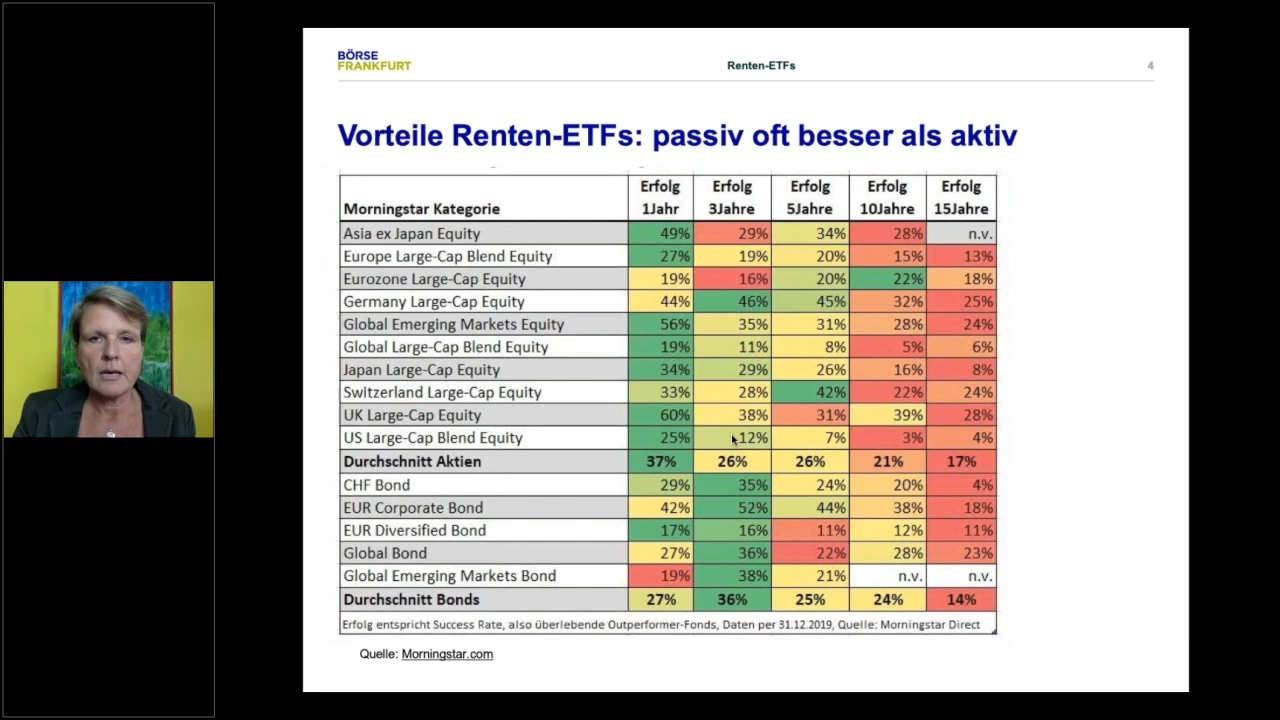 BÖRSE
FRANKFURT
Renten-ETFs
4
Vorteile Renten-ETFs: passiv oft besser als aktiv
Morningstar Kategorie Erfolg 1Jahr Erfolg 3Jahre Erfolg 5Jahre Erfolg 10Jahre Erfolg 15Jahre
Asia ex Japan Equity 49% 29% 34% 28% n.v.
Europe Large-Cap Blend Equity 27% 19% 20% 15% 13%
Eurozone Large-Cap Equity 19% 16% 20% 22% 18%
Germany Large-Cap Equity 44% 46% 45% 32% 25%
Global Emerging Markets Equity 56% 35% 31% 28% 24%
Global Large-Cap Blend Equity 19% 11% 8% 5% 6%
Japan Large-Cap Equity 34% 29% 26% 16% 8%
Switzerland Large-Cap Equity 33% 28% 42% 22% 24%
UK Large-Cap Equity 60% 38% 31% 39% 28%
US Large-Cap Blend Equity 25% 12% 7% 3% 4%
Durchschnitt Aktien 37% 26% 26% 21% 17%
CHF Bond 29% 35% 24% 20% 4%
EUR Corporate Bond 42% 52% 44% 38% 18%
EUR Diversified Bond 17% 16% 11% 12% 11%
Global Bond 27% 36% 22% 28% 23%
Global Emerging Markets Bond 19% 38% 21% n.v. n.v.
Durchschnitt Bonds 27% 36% 25% 24% 14%
Erfolg entspricht Success Rate, also überlebende Outperformer-Fonds, Daten per 31.12.2019, Quelle: Morningstar Direct
Quelle: Morningstar.com